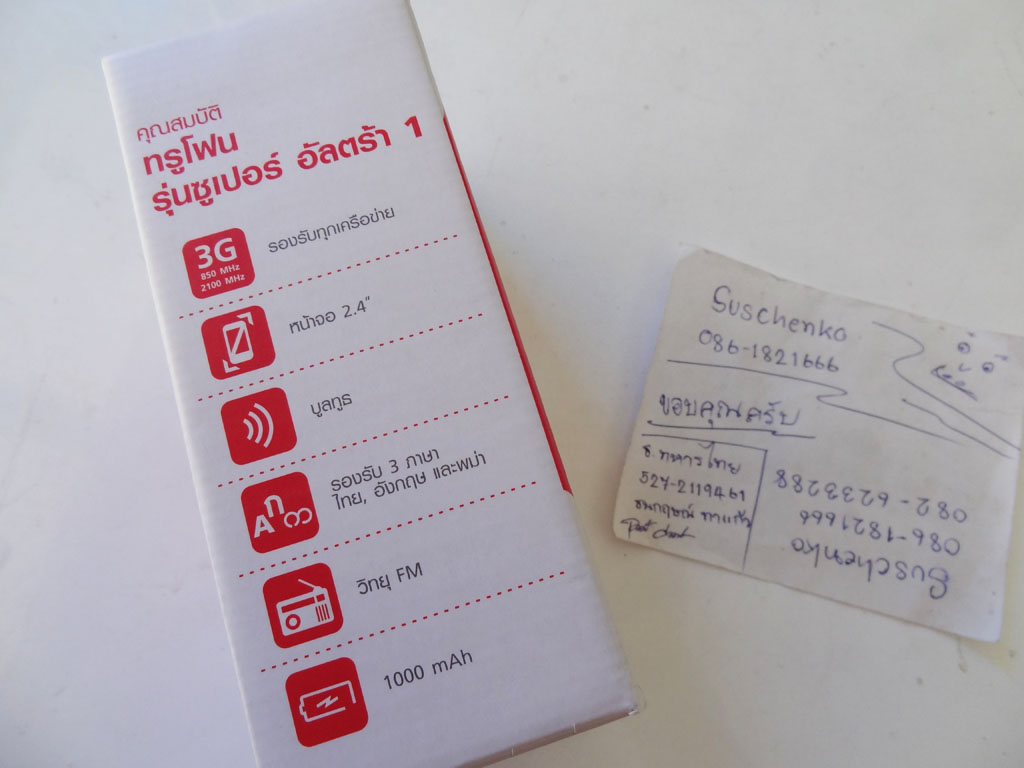 คุณสมบัติ
ทรูโฟน
รุ่นซูเปอร์ อัลตร้า 1
3G
850 MHz
2100 MHz
รองรับทุกเครือข่าย
หน้าจอ 2.4"
บูลทูธ
A ก က
รองรับ 3 ภาษา
ไทย, อังกฤษ และพม่า
วิทยุ FM
1000 mAh
Suschenko
086-1821666
ขอบคุณครับ
ธ.ทหารไทย
527-2119461
Suschenko
086-1821666
082-6233288